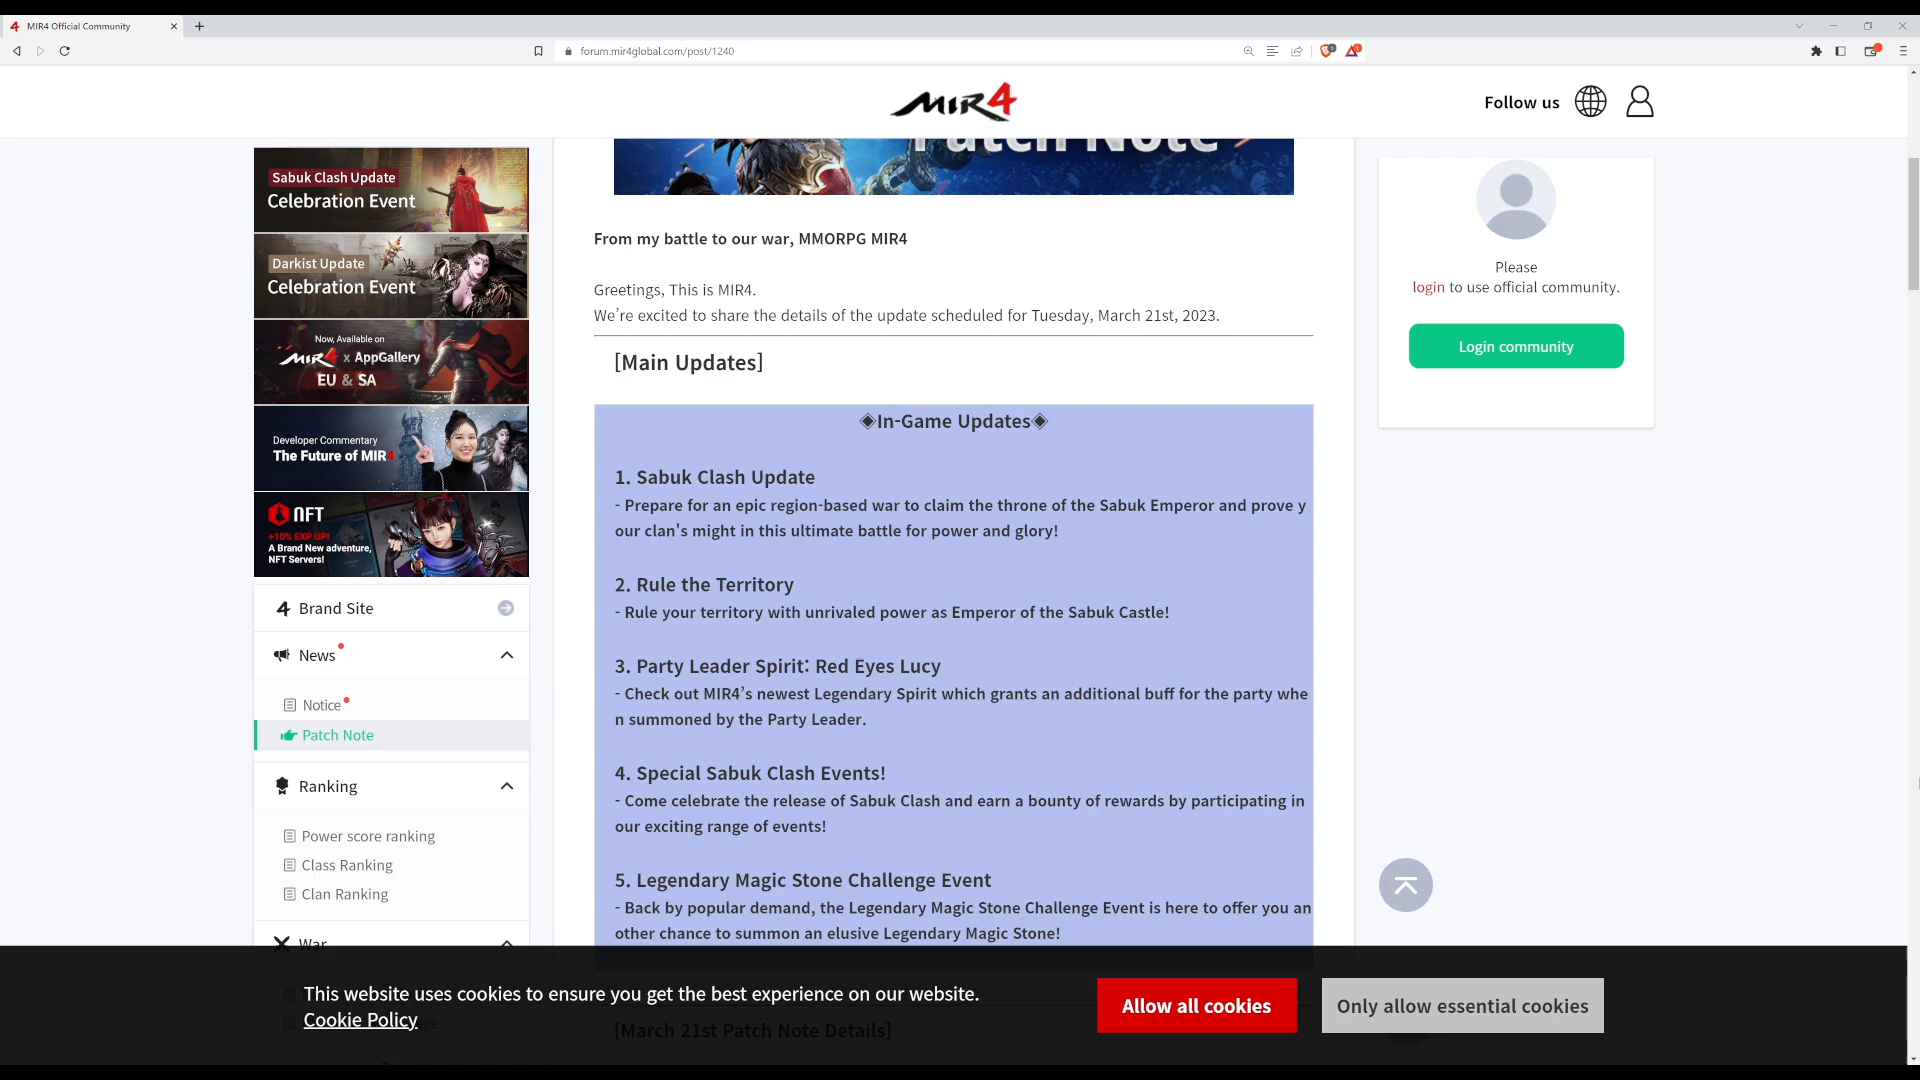 MIR4 Official Community
forum.mir4global.com/post/1240
MIR4
Follow us
Sabuk Clash Update
Celebration Event
Darkist Update
Celebration Event
Now, Available on
MIR4 x AppGallery
EU & SA
Developer Commentary
The Future of MIR4
NFT
+10% EXP UP!
A Brand New adventure,
NFT Servers!
Brand Site
News
Notice
Patch Note
Ranking
Power score ranking
Class Ranking
Clan Ranking
War
Patch Note
From my battle to our war, MMORPG MIR4
Greetings, This is MIR4.
We’re excited to share the details of the update scheduled for Tuesday, March 21st, 2023.
[Main Updates]
◈In-Game Updates◈
1. Sabuk Clash Update
- Prepare for an epic region-based war to claim the throne of the Sabuk Emperor and prove y
our clan's might in this ultimate battle for power and glory!
2. Rule the Territory
- Rule your territory with unrivaled power as Emperor of the Sabuk Castle!
3. Party Leader Spirit: Red Eyes Lucy
- Check out MIR4’s newest Legendary Spirit which grants an additional buff for the party whe
n summoned by the Party Leader.
4. Special Sabuk Clash Events!
- Come celebrate the release of Sabuk Clash and earn a bounty of rewards by participating in
our exciting range of events!
5. Legendary Magic Stone Challenge Event
- Back by popular demand, the Legendary Magic Stone Challenge Event is here to offer you an
other chance to summon an elusive Legendary Magic Stone!
[March 21st Patch Note Details]
Please
login to use official community.
Login community
This website uses cookies to ensure you get the best experience on our website.
Cookie Policy
Allow all cookies
Only allow essential cookies